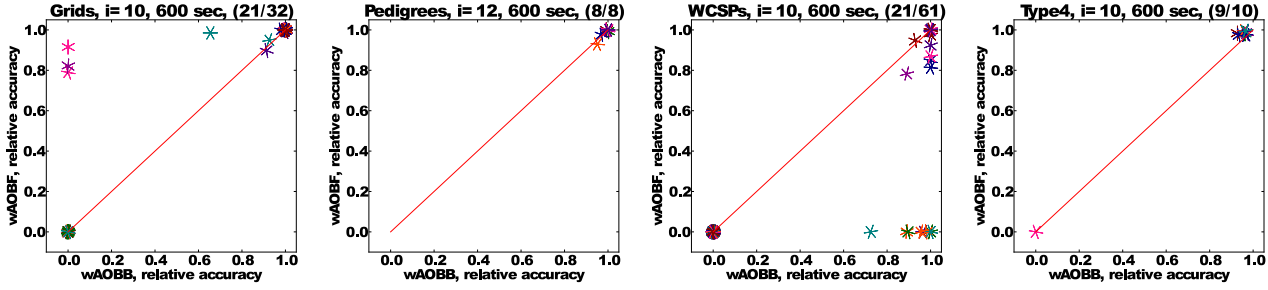 Grids, i= 10, 600 sec, (21/32)
wAOBF, relative accuracy
1.0
0.8
0.6
0.4
0.2
0.0
0.0 0.2 0.4 0.6 0.8 1.0
wAOBB, relative accuracy
Pedigrees, i= 12, 600 sec, (8/8)
wAOBF, relative accuracy
1.0
0.8
0.6
0.4
0.2
0.0
0.0 0.2 0.4 0.6 0.8 1.0
wAOBB, relative accuracy
WCSPs, i= 10, 600 sec, (21/61)
wAOBF, relative accuracy
1.0
0.8
0.6
0.4
0.2
0.0
0.0 0.2 0.4 0.6 0.8 1.0
wAOBB, relative accuracy
Type4, i= 10, 600 sec, (9/10)
wAOBF, relative accuracy
1.0
0.8
0.6
0.4
0.2
0.0
0.0 0.2 0.4 0.6 0.8 1.0
wAOBB, relative accuracy